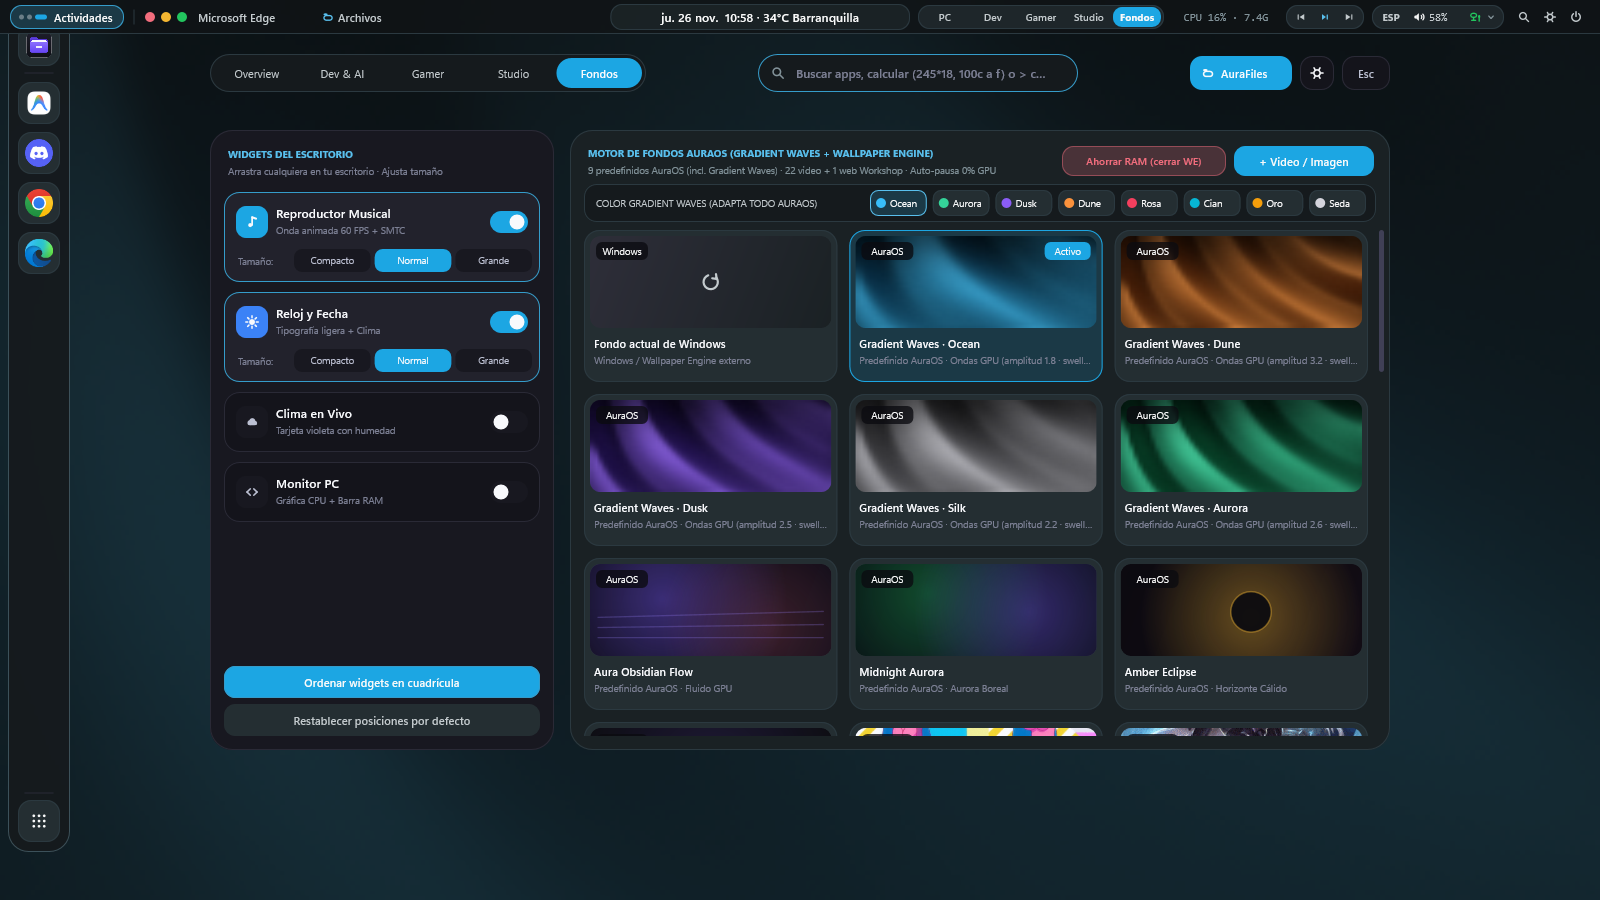 Actividades
Microsoft Edge
Archivos
ju. 26 nov. 10:58 · 34°C Barranquilla
PC
Dev
Gamer
Studio
Fondos
CPU 16% · 7.4G
ESP
58%
Overview
Dev & AI
Gamer
Studio
Fondos
Buscar apps, calcular (245*18, 100c a f) o > c...
AuraFiles
Esc
WIDGETS DEL ESCRITORIO
Arrastra cualquiera en tu escritorio · Ajusta tamaño
Reproductor Musical
Onda animada 60 FPS + SMTC
Tamaño:
Compacto
Normal
Grande
Reloj y Fecha
Tipografía ligera + Clima
Tamaño:
Compacto
Normal
Grande
Clima en Vivo
Tarjeta violeta con humedad
Monitor PC
Gráfica CPU + Barra RAM
Ordenar widgets en cuadrícula
Restablecer posiciones por defecto
MOTOR DE FONDOS AURAOS (GRADIENT WAVES + WALLPAPER ENGINE)
9 predefinidos AuraOS (incl. Gradient Waves) · 22 video + 1 web Workshop · Auto-pausa 0% GPU
Ahorrar RAM (cerrar WE)
+ Video / Imagen
COLOR GRADIENT WAVES (ADAPTA TODO AURAOS)
Ocean
Aurora
Dusk
Dune
Rosa
Cian
Oro
Seda
Windows
Fondo actual de Windows
Windows / Wallpaper Engine externo
AuraOS
Activo
Gradient Waves · Ocean
Predefinido AuraOS · Ondas GPU (amplitud 1.8 · swell...
AuraOS
Gradient Waves · Dune
Predefinido AuraOS · Ondas GPU (amplitud 3.2 · swell...
AuraOS
Gradient Waves · Dusk
Predefinido AuraOS · Ondas GPU (amplitud 2.5 · swell...
AuraOS
Gradient Waves · Silk
Predefinido AuraOS · Ondas GPU (amplitud 2.2 · swell...
AuraOS
Gradient Waves · Aurora
Predefinido AuraOS · Ondas GPU (amplitud 2.6 · swell...
AuraOS
Aura Obsidian Flow
Predefinido AuraOS · Fluido GPU
AuraOS
Midnight Aurora
Predefinido AuraOS · Aurora Boreal
AuraOS
Amber Eclipse
Predefinido AuraOS · Horizonte Cálido